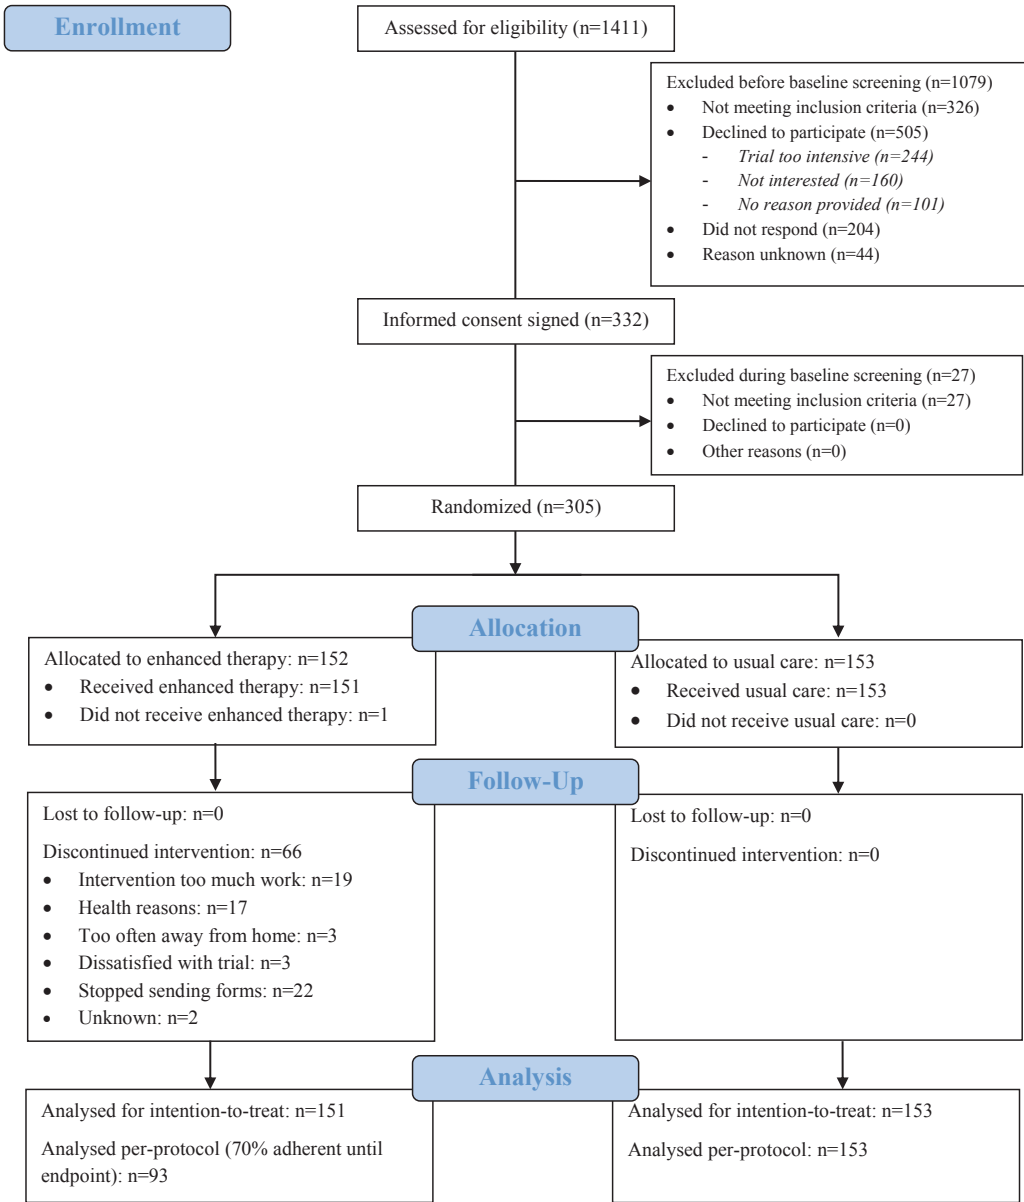 Enrollment
Assessed for eligibility (n=1411)
Excluded before baseline screening (n=1079)
• Not meeting inclusion criteria (n=326)
• Declined to participate (n=505)
- Trial too intensive (n=244)
- Not interested (n=160)
- No reason provided (n=101)
• Did not respond (n=204)
• Reason unknown (n=44)
Informed consent signed (n=332)
Excluded during baseline screening (n=27)
• Not meeting inclusion criteria (n=27)
• Declined to participate (n=0)
• Other reasons (n=0)
Randomized (n=305)
Allocation
Allocated to enhanced therapy: n=152
• Received enhanced therapy: n=151
• Did not receive enhanced therapy: n=1
Allocated to usual care: n=153
• Received usual care: n=153
• Did not receive usual care: n=0
Follow-Up
Lost to follow-up: n=0
Discontinued intervention: n=66
• Intervention too much work: n=19
• Health reasons: n=17
• Too often away from home: n=3
• Dissatisfied with trial: n=3
• Stopped sending forms: n=22
• Unknown: n=2
Lost to follow-up: n=0
Discontinued intervention: n=0
Analysis
Analysed for intention-to-treat: n=151
Analysed per-protocol (70% adherent until
endpoint): n=93
Analysed for intention-to-treat: n=153
Analysed per-protocol: n=153